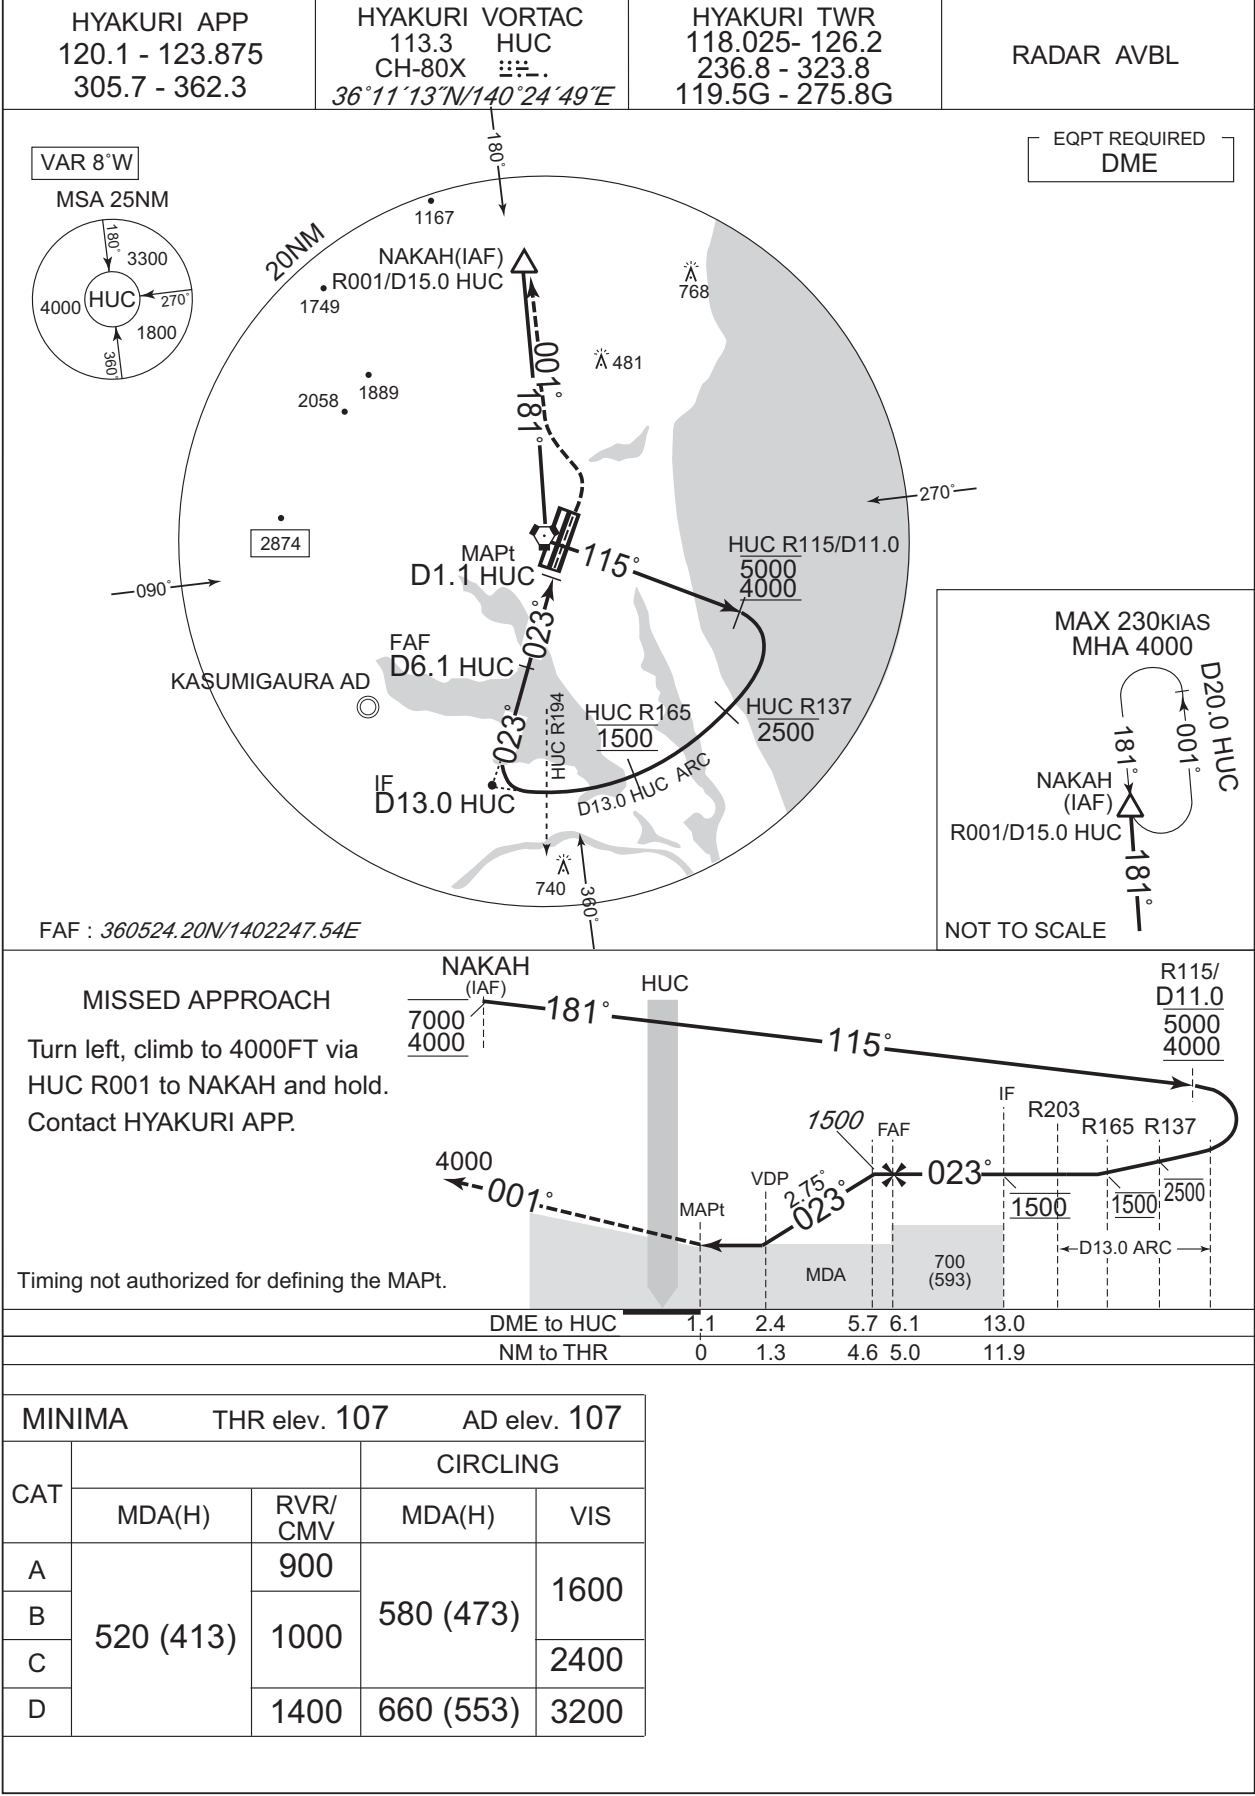 HYAKURI APP
120.1 - 123.875
305.7 - 362.3
HYAKURI VORTAC
113.3 HUC
CH-80X
36°11´13˝N/140°24´49˝E
HYAKURI TWR
118.025- 126.2
236.8 - 323.8
119.5G - 275.8G
RADAR AVBL
VAR 8°W
MSA 25NM
180°
3300
4000
HUC
270°
1800
360°
EQPT REQUIRED
DME
180°
1167
20NM
NAKAH(IAF)
R001/D15.0 HUC
768
1749
001°
481
1889
2058
181°
270°
2874
HUC R115/D11.0
5000
4000
MAPt
D1.1 HUC
115°
090°
023°
FAF
D6.1 HUC
KASUMIGAURA AD
HUC R194
HUC R165
1500
HUC R137
2500
023°
IF
D13.0 HUC
D13.0 HUC ARC
740
360°
FAF : 360524.20N/1402247.54E
MAX 230KIAS
MHA 4000
D20.0 HUC
181°
001°
NAKAH
(IAF)
R001/D15.0 HUC
181°
NOT TO SCALE
MISSED APPROACH
Turn left, climb to 4000FT via
HUC R001 to NAKAH and hold.
Contact HYAKURI APP.
NAKAH
(IAF)
7000
4000
181°
HUC
115°
R115/
D11.0
5000
4000
IF
R203
R165
R137
1500
FAF
4000
001°
VDP
2.75°
023°
023°
1500
1500
2500
MAPt
D13.0 ARC
MDA
700
(593)
Timing not authorized for defining the MAPt.
DME to HUC 1.1 2.4 5.7 6.1 13.0
NM to THR 0 1.3 4.6 5.0 11.9
MINIMA THR elev. 107 AD elev. 107
CIRCLING
CAT
MDA(H)
RVR/
CMV
MDA(H)
VIS
A
900
1600
B
520 (413)
1000
580 (473)
C
2400
D
1400
660 (553)
3200